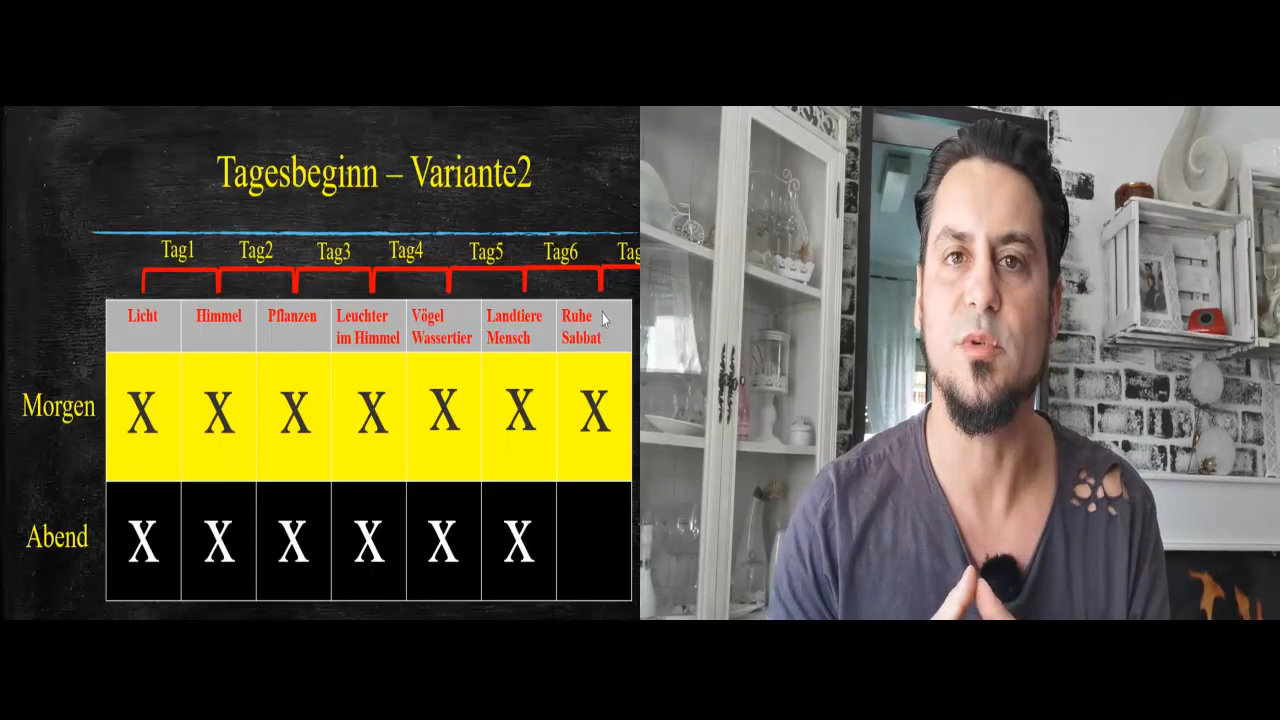 Tagesbeginn – Variante2
Tag1 Tag2 Tag3 Tag4 Tag5 Tag6 Tag
Licht Himmel Pflanzen Leuchter Vögel Landtiere Ruhe
im Himmel Wassertier Mensch Sabbat
Morgen X X X X X X X
Abend X X X X X X